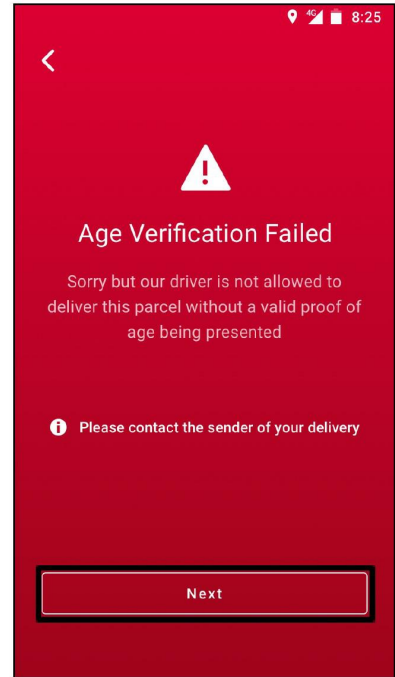 4G 8:25
Age Verification Failed
Sorry but our driver is not allowed to
deliver this parcel without a valid proof of
age being presented
Please contact the sender of your delivery
Next